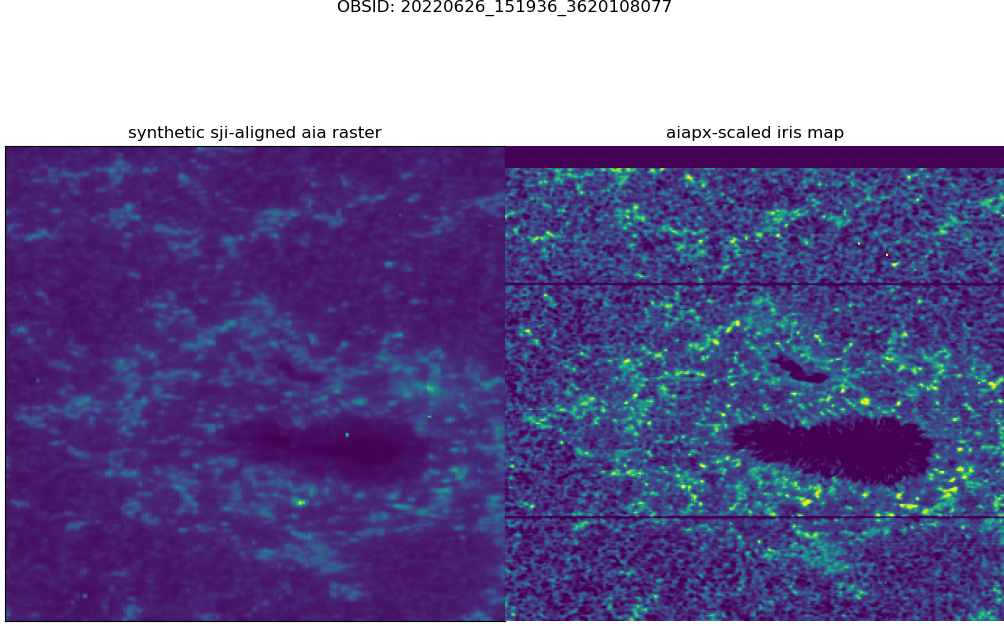 OBSID: 20220626_151936_3620108077
synthetic sji-aligned aia raster
aiapx-scaled iris map